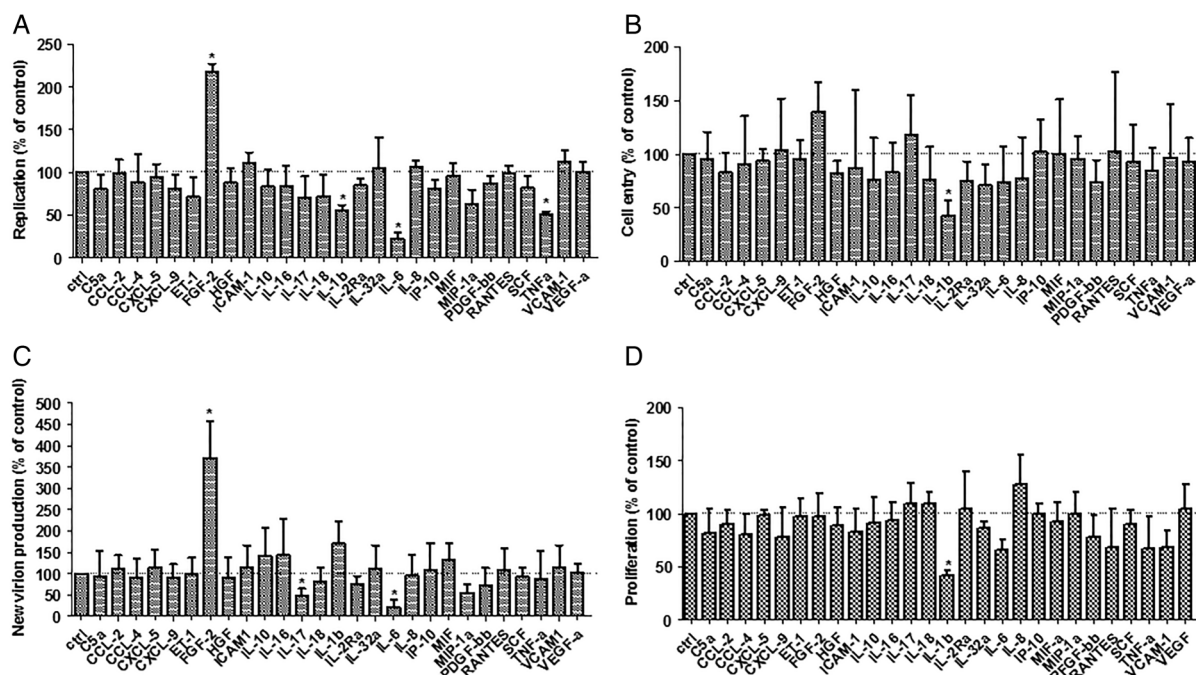 A
Replication (% of control)
250
200
150
100
50
0
*
*
*
*
ctrl
C5a
CCL-2
CCL-4
CXCL-5
CXCL-9
ET-1
FGF-2
HGF
ICAM-1
IL-10
IL-16
IL-17
IL-18
IL-1b
IL-2Ra
IL-32a
IL-6
IL-8
IP-10
MIF
MIP-1a
PDGF-bb
RANTES
SCF
TNFa
VCAM-1
VEGF-a
B
Cell entry (% of control)
200
150
100
50
0
*
ctrl
C5a
CCL-2
CCL-4
CXCL-5
CXCL-9
ET-1
FGF-2
HGF
ICAM-1
IL-10
IL-16
IL-17
IL-18
IL-1b
IL-2Ra
IL-32a
IL-6
IL-8
IP-10
MIF
MIP-1a
PDGF-bb
RANTES
SCF
TNFa
VCAM-1
VEGF-a
C
New virion production (% of control)
500
450
400
350
300
250
200
150
100
50
0
*
*
*
ctrl
C5a
CCL-2
CCL-4
CXCL-5
CXCL-9
ET-1
FGF-2
HGF
ICAM1
IL-10
IL-16
IL-17
IL-18
IL-1b
IL-2Ra
IL-32a
IL-6
IL-8
IP-10
MIF
MIP-1a
PDGF-bb
RANTES
SCF
TNF-a
VCAM1
VEGF-a
D
Proliferation (% of control)
200
150
100
50
0
*
ctrl
C5a
CCL-2
CCL-4
CXCL-5
CXCL-9
ET-1
FGF-2
HGF
ICAM-1
IL-10
IL-16
IL-17
IL-18
IL-1b
IL-2Ra
IL-32a
IL-6
IL-8
IP-10
MIF-a
MIP-1a
PFGF-bb
RANTES
SCF
TNF-a
VCAM-1
VEGF